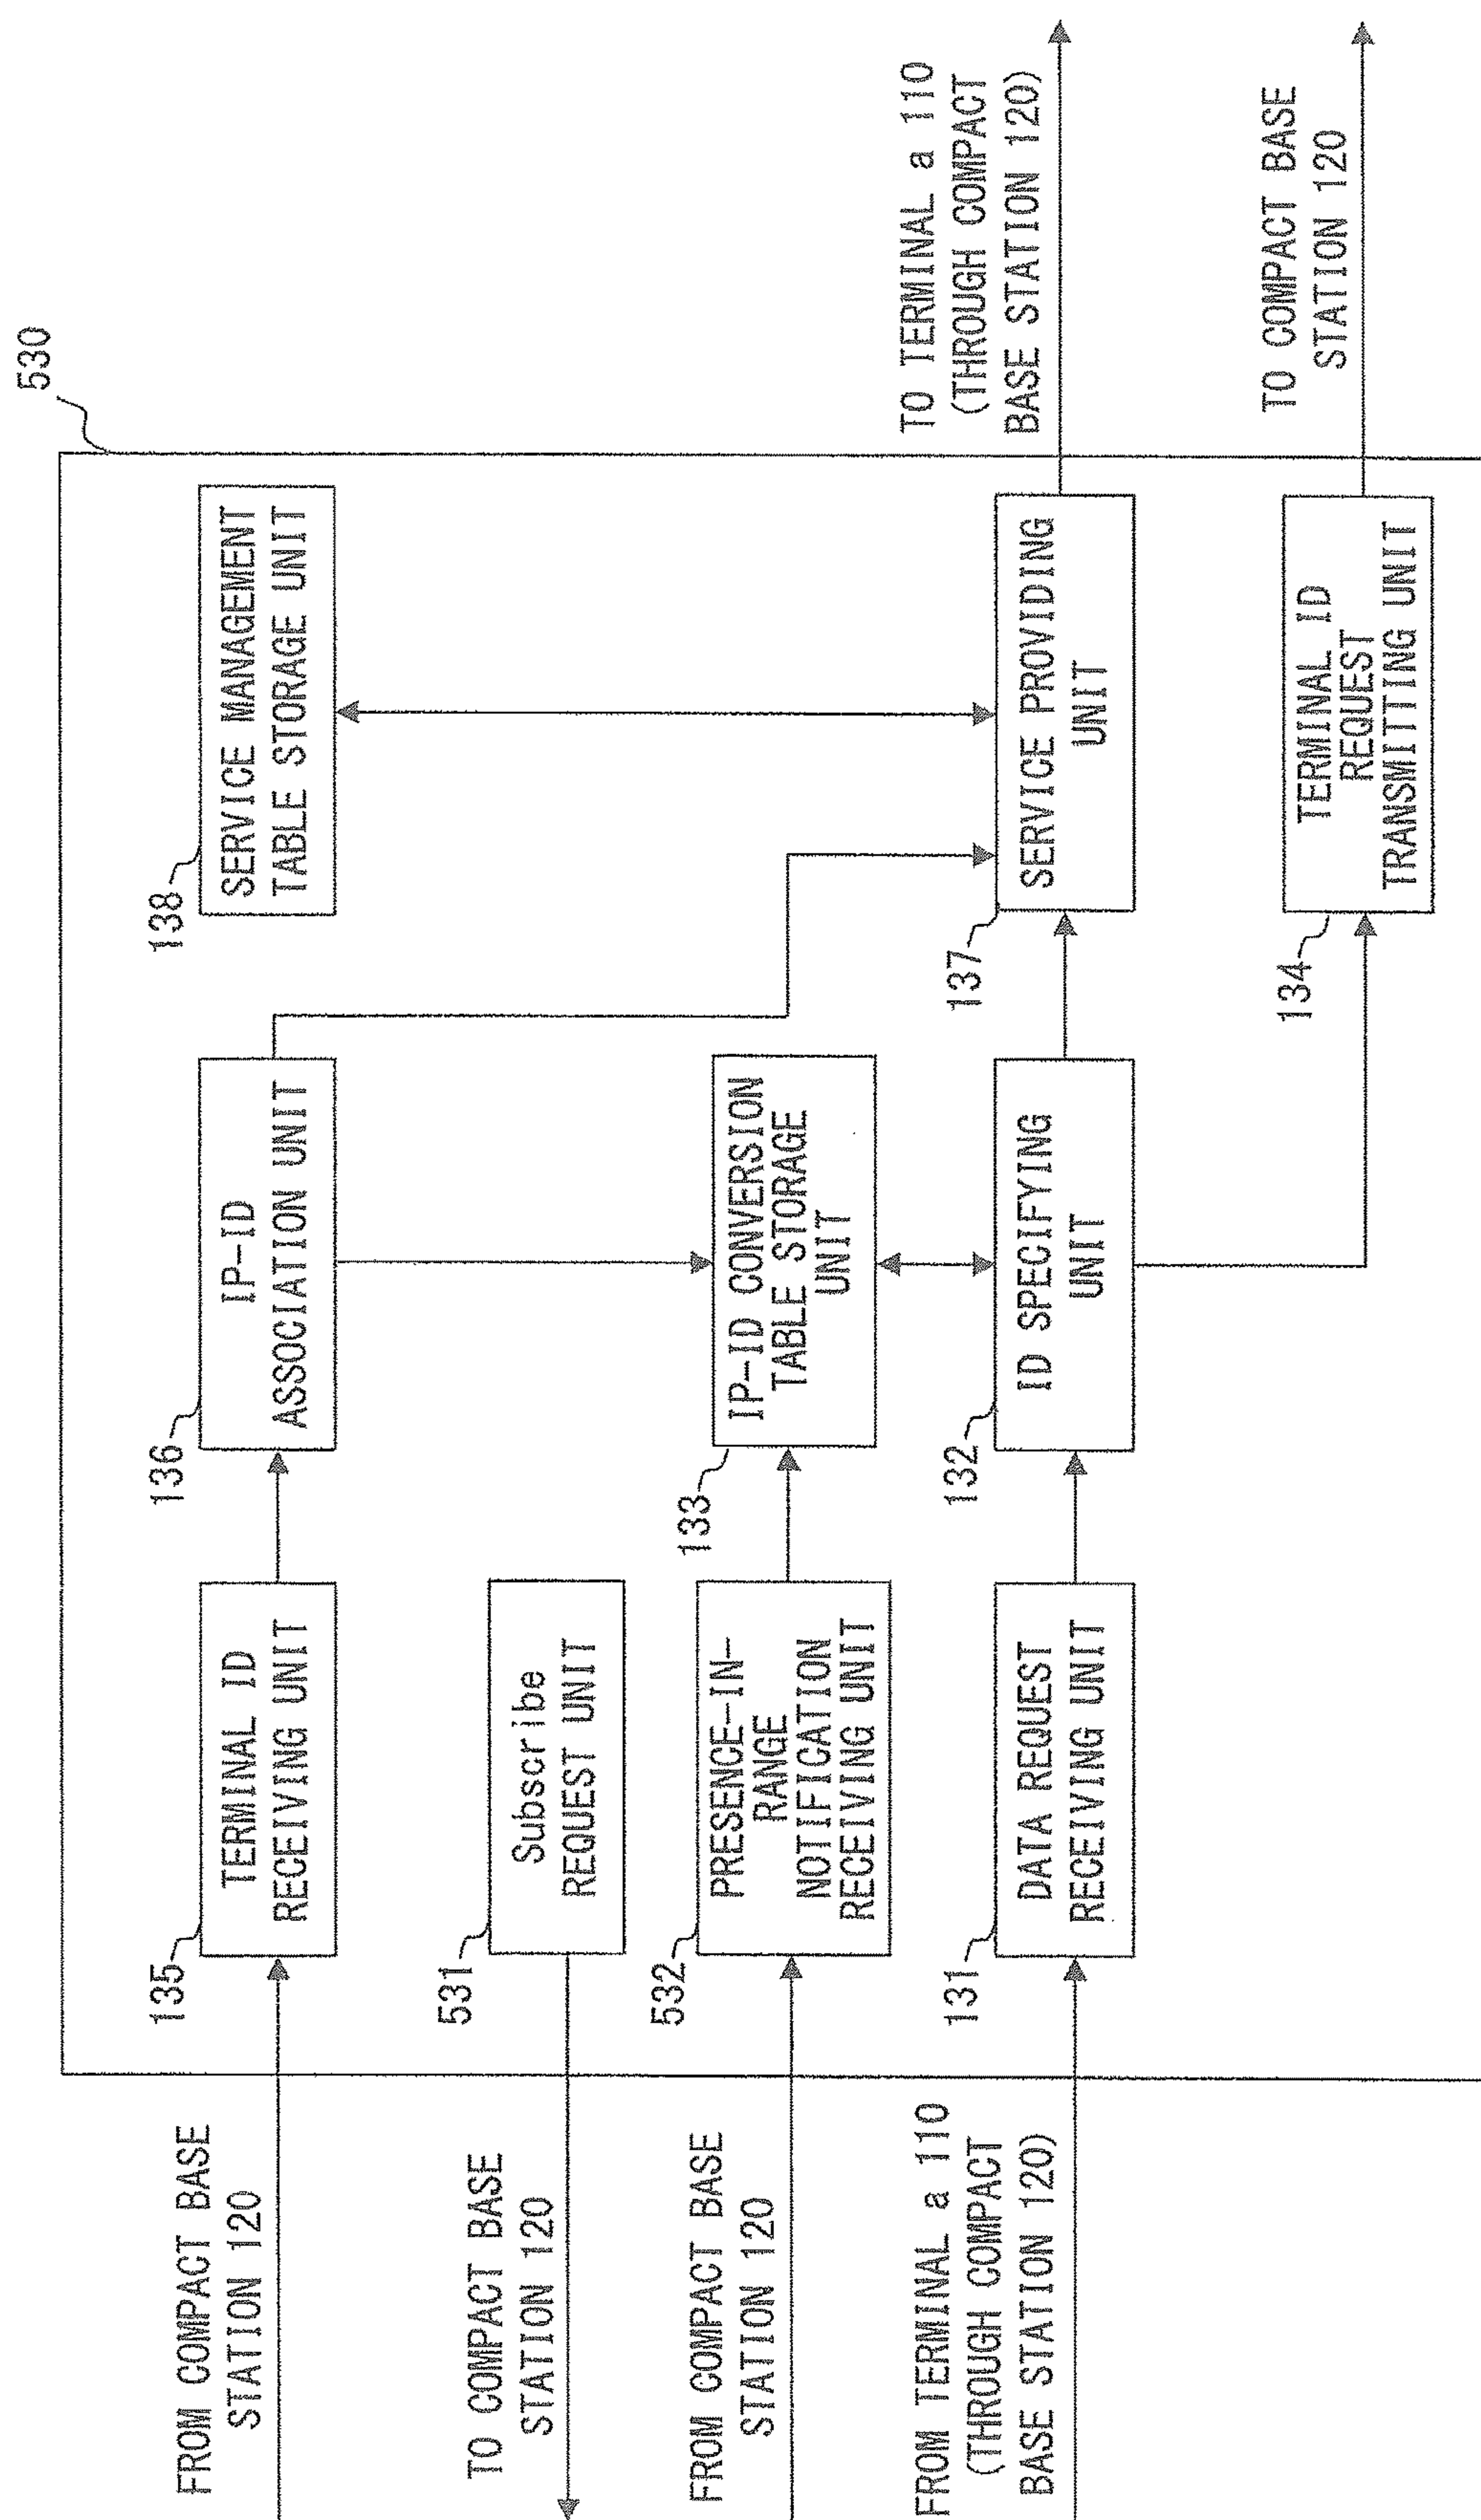 530
FROM COMPACT BASE
STATION 120
135
TERMINAL ID
RECEIVING UNIT
136
IP-ID
ASSOCIATION UNIT
138
SERVICE MANAGEMENT
TABLE STORAGE UNIT
TO COMPACT BASE
STATION 120
531
Subscribe
REQUEST UNIT
FROM COMPACT BASE
STATION 120
532
PRESENCE-IN-
RANGE
NOTIFICATION
RECEIVING UNIT
133
IP-ID CONVERSION
TABLE STORAGE
UNIT
FROM TERMINAL a 110
(THROUGH COMPACT
BASE STATION 120)
131
DATA REQUEST
RECEIVING UNIT
132
ID SPECIFYING
UNIT
137
SERVICE PROVIDING
UNIT
TO TERMINAL a 110
(THROUGH COMPACT
BASE STATION 120)
134
TERMINAL ID
REQUEST
TRANSMITTING UNIT
TO COMPACT BASE
STATION 120